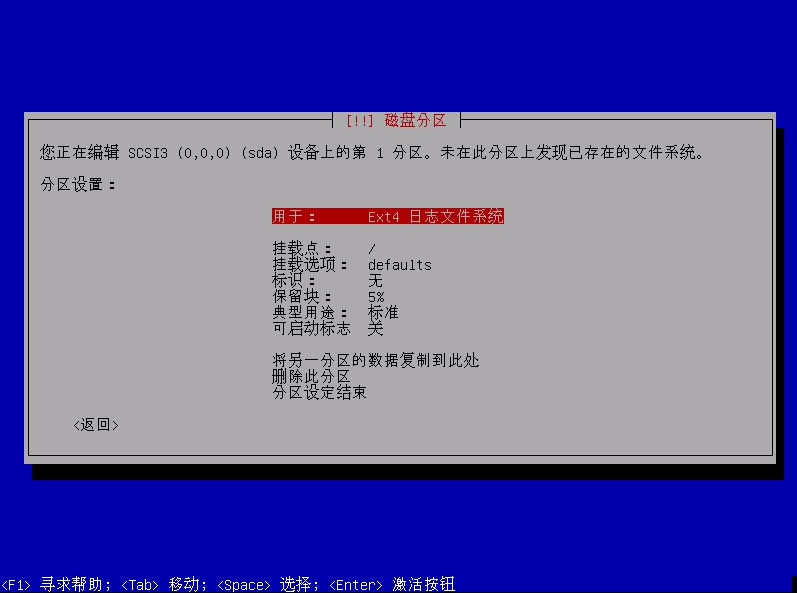 [!!] 磁盘分区
您正在编辑 SCSI3 (0,0,0) (sda) 设备上的第 1 分区。未在此分区上发现已存在的文件系统。
分区设置：
用于： Ext4 日志文件系统
挂载点： /
挂载选项： defaults
标识： 无
保留块： 5%
典型用途： 标准
可启动标志 关
将另一分区的数据复制到此处
删除此分区
分区设定结束
<返回>
<F1> 寻求帮助; <Tab> 移动; <Space> 选择; <Enter> 激活按钮